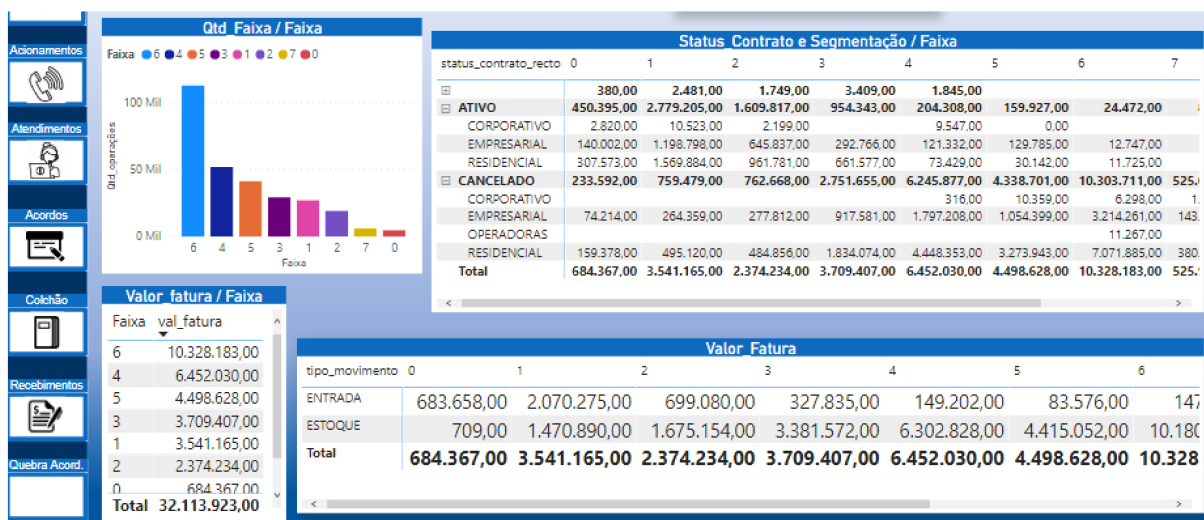 Acionamentos
Atendimentos
Acordos
Colchão
Recebimentos
Quebra Acord.
Qtd_Faixa / Faixa
Faixa 6 4 5 3 1 2 7 0
Qtd_operações
100 Mil
50 Mil
0 Mil
6 4 5 3 1 2 7 0
Faixa
Status_Contrato e Segmentação / Faixa
status_contrato_recto 0 1 2 3 4 5 6 7
380,00 2.481,00 1.749,00 3.409,00 1.845,00
ATIVO 450.395,00 2.779.205,00 1.609.817,00 954.343,00 204.308,00 159.927,00 24.472,00
CORPORATIVO 2.820,00 10.523,00 2.199,00 9.547,00 0,00
EMPRESARIAL 140.002,00 1.198.798,00 645.837,00 292.766,00 121.332,00 129.785,00 12.747,00
RESIDENCIAL 307.573,00 1.569.884,00 961.781,00 661.577,00 73.429,00 30.142,00 11.725,00
CANCELADO 233.592,00 759.479,00 762.668,00 2.751.655,00 6.245.877,00 4.338.701,00 10.303.711,00 525.
CORPORATIVO 316,00 10.359,00 6.298,00 1.
EMPRESARIAL 74.214,00 264.359,00 277.812,00 917.581,00 1.797.208,00 1.054.399,00 3.214.261,00 143.
OPERADORAS 11.267,00
RESIDENCIAL 159.378,00 495.120,00 484.856,00 1.834.074,00 4.448.353,00 3.273.943,00 7.071.885,00 380.
Total 684.367,00 3.541.165,00 2.374.234,00 3.709.407,00 6.452.030,00 4.498.628,00 10.328.183,00 525.
Valor_fatura / Faixa
Faixa val_fatura
6 10.328.183,00
4 6.452.030,00
5 4.498.628,00
3 3.709.407,00
1 3.541.165,00
2 2.374.234,00
0 684.367,00
Total 32.113.923,00
Valor_Fatura
tipo_movimento 0 1 2 3 4 5 6
ENTRADA 683.658,00 2.070.275,00 699.080,00 327.835,00 149.202,00 83.576,00 147
ESTOQUE 709,00 1.470.890,00 1.675.154,00 3.381.572,00 6.302.828,00 4.415.052,00 10.180
Total 684.367,00 3.541.165,00 2.374.234,00 3.709.407,00 6.452.030,00 4.498.628,00 10.328